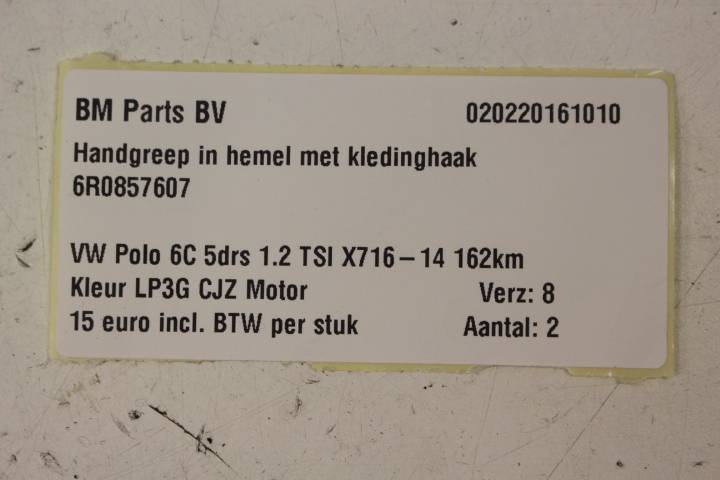 BM Parts BV 020220161010
Handgreep in hemel met kledinghaak
6R0857607
VW Polo 6C 5drs 1.2 TSI X716-14 162km
Kleur LP3G CJZ Motor Verz: 8
15 euro incl. BTW per stuk Aantal: 2